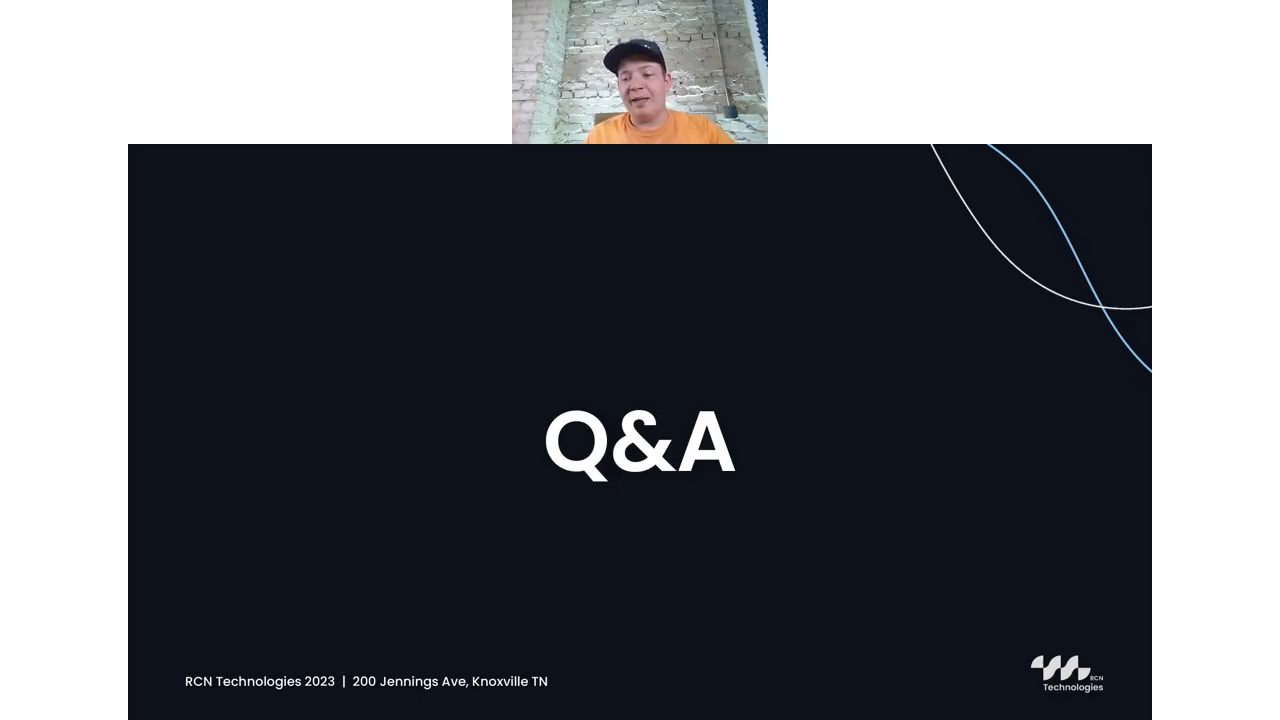 Q&A
RCN Technologies 2023 | 200 Jennings Ave, Knoxville TN
RCN
Technologies